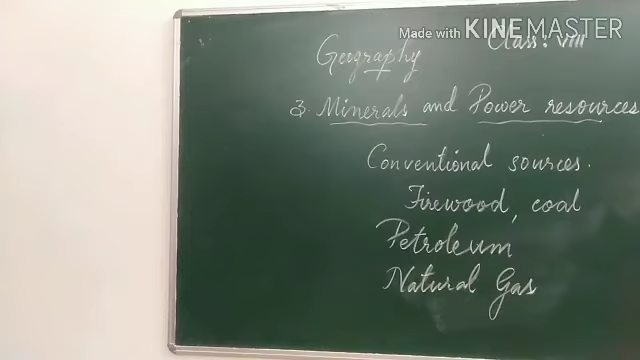 Made with KINEMASTER
Geography Class: VIII
3. Minerals and Power resources
Conventional sources.
Firewood, coal
Petroleum
Natural Gas